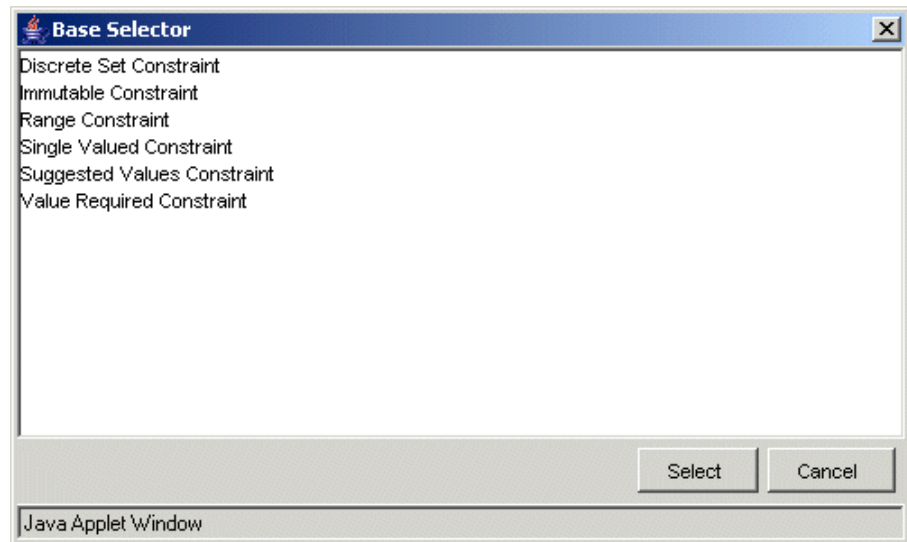 Base Selector
Discrete Set Constraint
Immutable Constraint
Range Constraint
Single Valued Constraint
Suggested Values Constraint
Value Required Constraint
Select Cancel
Java Applet Window